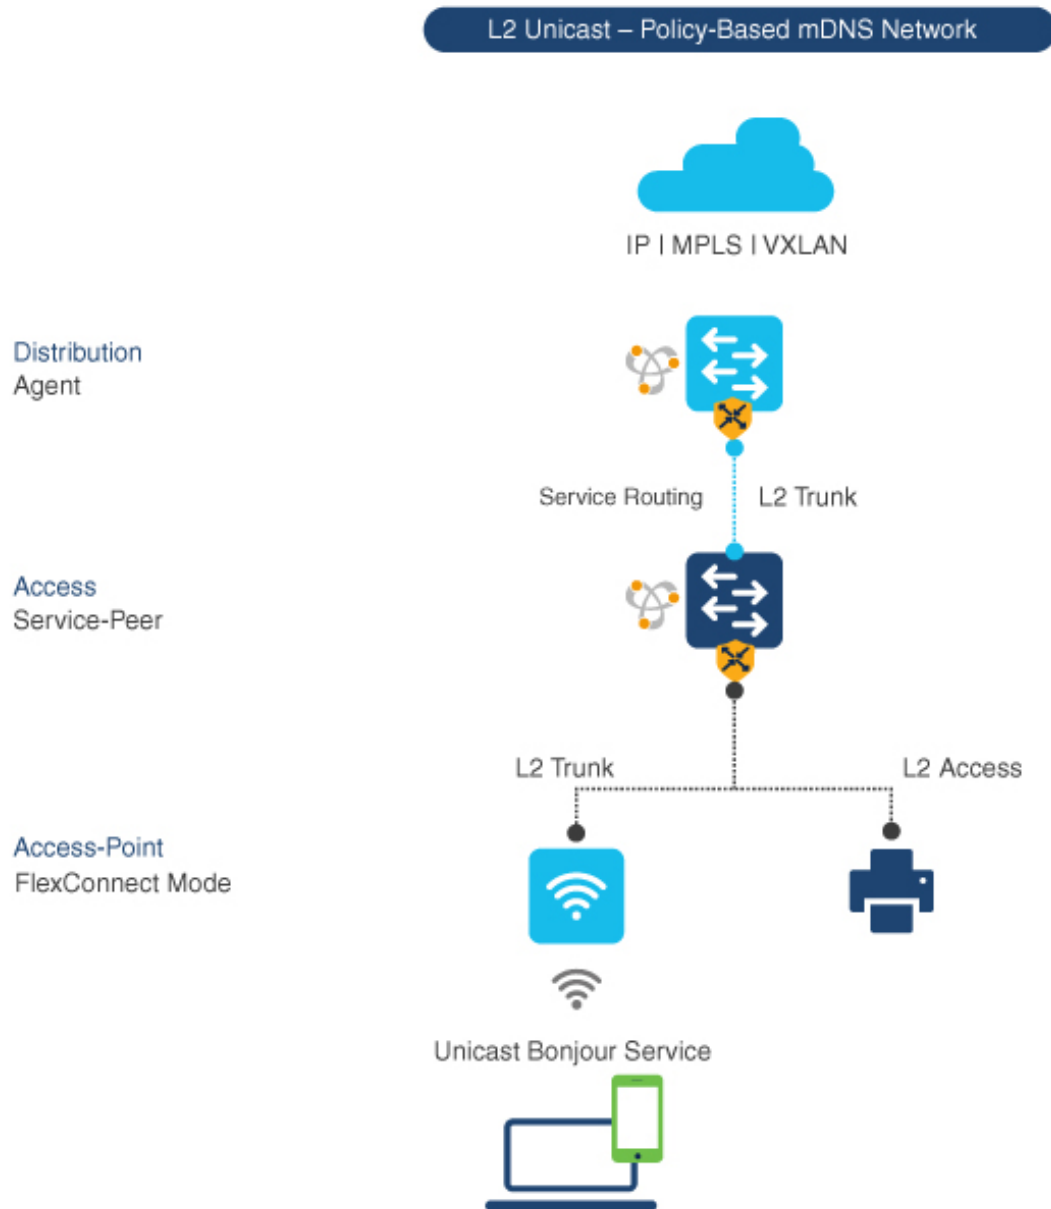 L2 Unicast – Policy-Based mDNS Network
IP | MPLS | VXLAN
Distribution
Agent
Service Routing
L2 Trunk
Access
Service-Peer
L2 Trunk
L2 Access
Access-Point
FlexConnect Mode
Unicast Bonjour Service